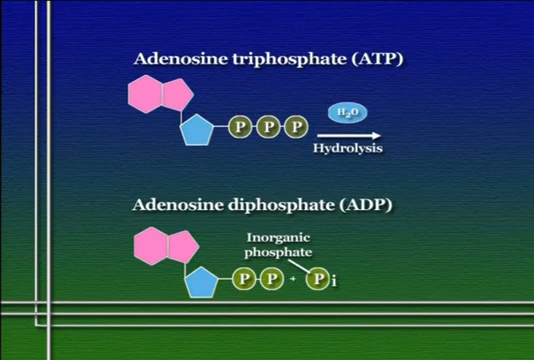 Adenosine triphosphate (ATP)
H₂O
P P P
Hydrolysis
Adenosine diphosphate (ADP)
Inorganic
phosphate
P P + P i